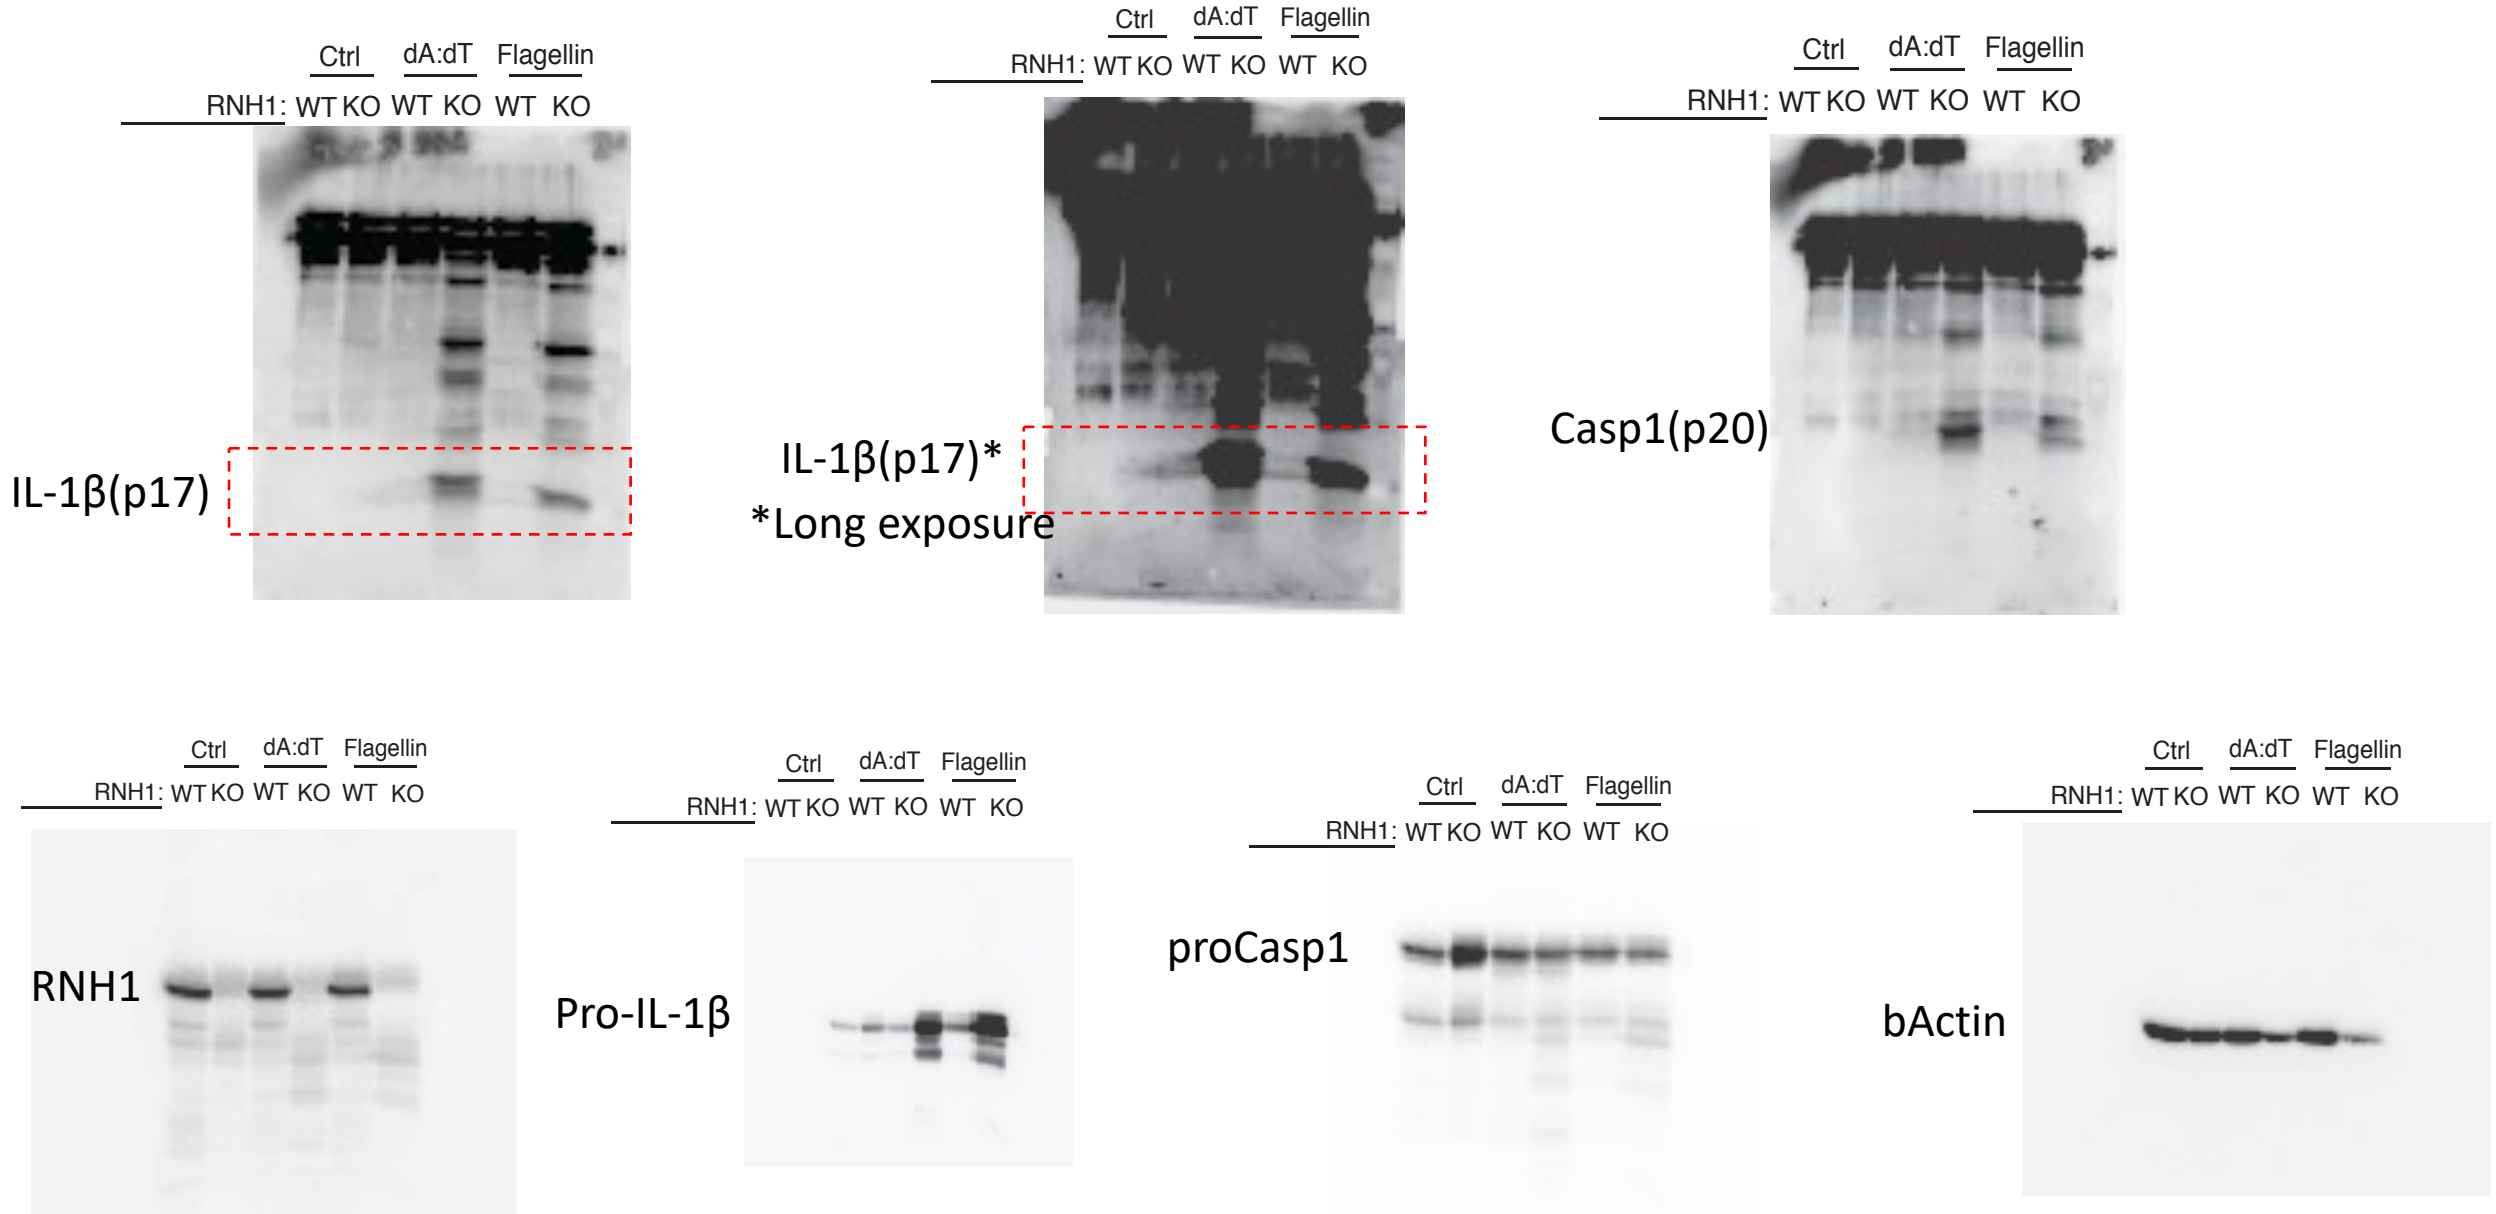 Ctrl dA:dT Flagellin
RNH1: WT KO WT KO WT KO
IL-1β(p17)
Ctrl dA:dT Flagellin
RNH1: WT KO WT KO WT KO
IL-1β(p17)*
*Long exposure
Ctrl dA:dT Flagellin
RNH1: WT KO WT KO WT KO
Casp1(p20)
Ctrl dA:dT Flagellin
RNH1: WT KO WT KO WT KO
RNH1
Ctrl dA:dT Flagellin
RNH1: WT KO WT KO WT KO
Pro-IL-1β
Ctrl dA:dT Flagellin
RNH1: WT KO WT KO WT KO
proCasp1
Ctrl dA:dT Flagellin
RNH1: WT KO WT KO WT KO
bActin